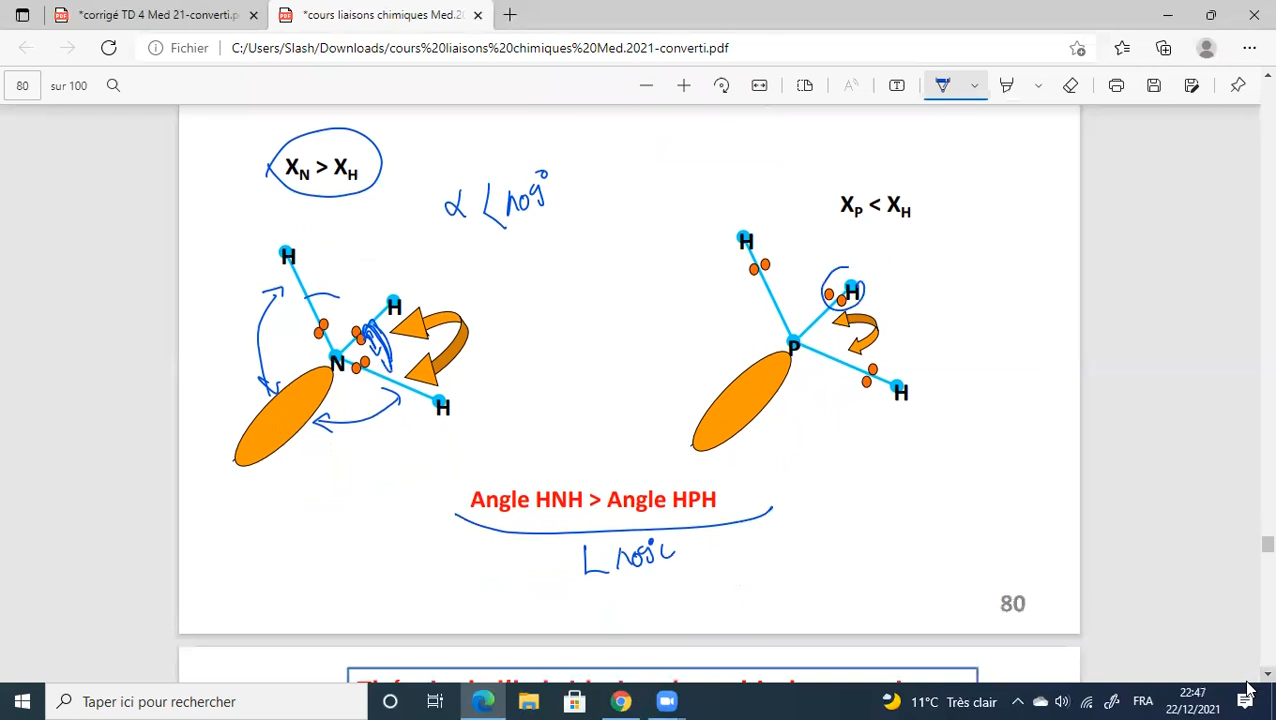 *corrigé TD 4 Med 21-converti.p
*cours liaisons chimiques Med.20
Fichier
C:/Users/Slash/Downloads/cours%20liaisons%20chimiques%20Med.2021-converti.pdf
80
sur 100
XN > XH
α < 109°
XP < XH
H
H
N
H
H
H
P
H
Angle HNH > Angle HPH
80
Taper ici pour rechercher
11°C Très clair
FRA
22:47
22/12/2021